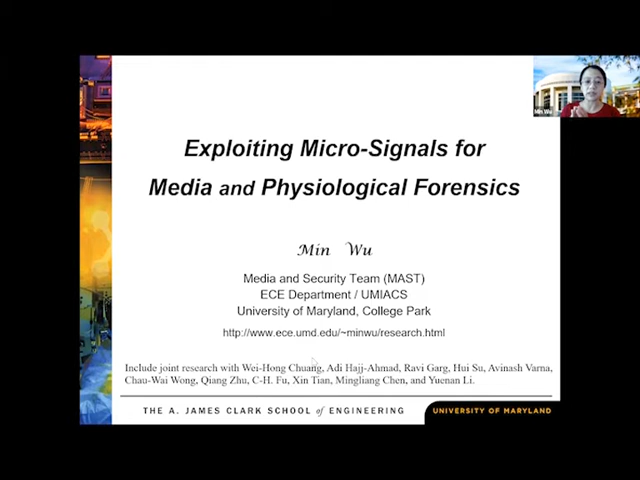 Exploiting Micro-Signals for
Media and Physiological Forensics
Min Wu
Media and Security Team (MAST)
ECE Department / UMIACS
University of Maryland, College Park
http://www.ece.umd.edu/~minwu/research.html
Include joint research with Wei-Hong Chuang, Adi Hajj-Ahmad, Ravi Garg, Hui Su, Avinash Varna,
Chau-Wai Wong, Qiang Zhu, C-H. Fu, Xin Tian, Mingliang Chen, and Yuenan Li.
THE A. JAMES CLARK SCHOOL of ENGINEERING
UNIVERSITY OF MARYLAND
Min Wu